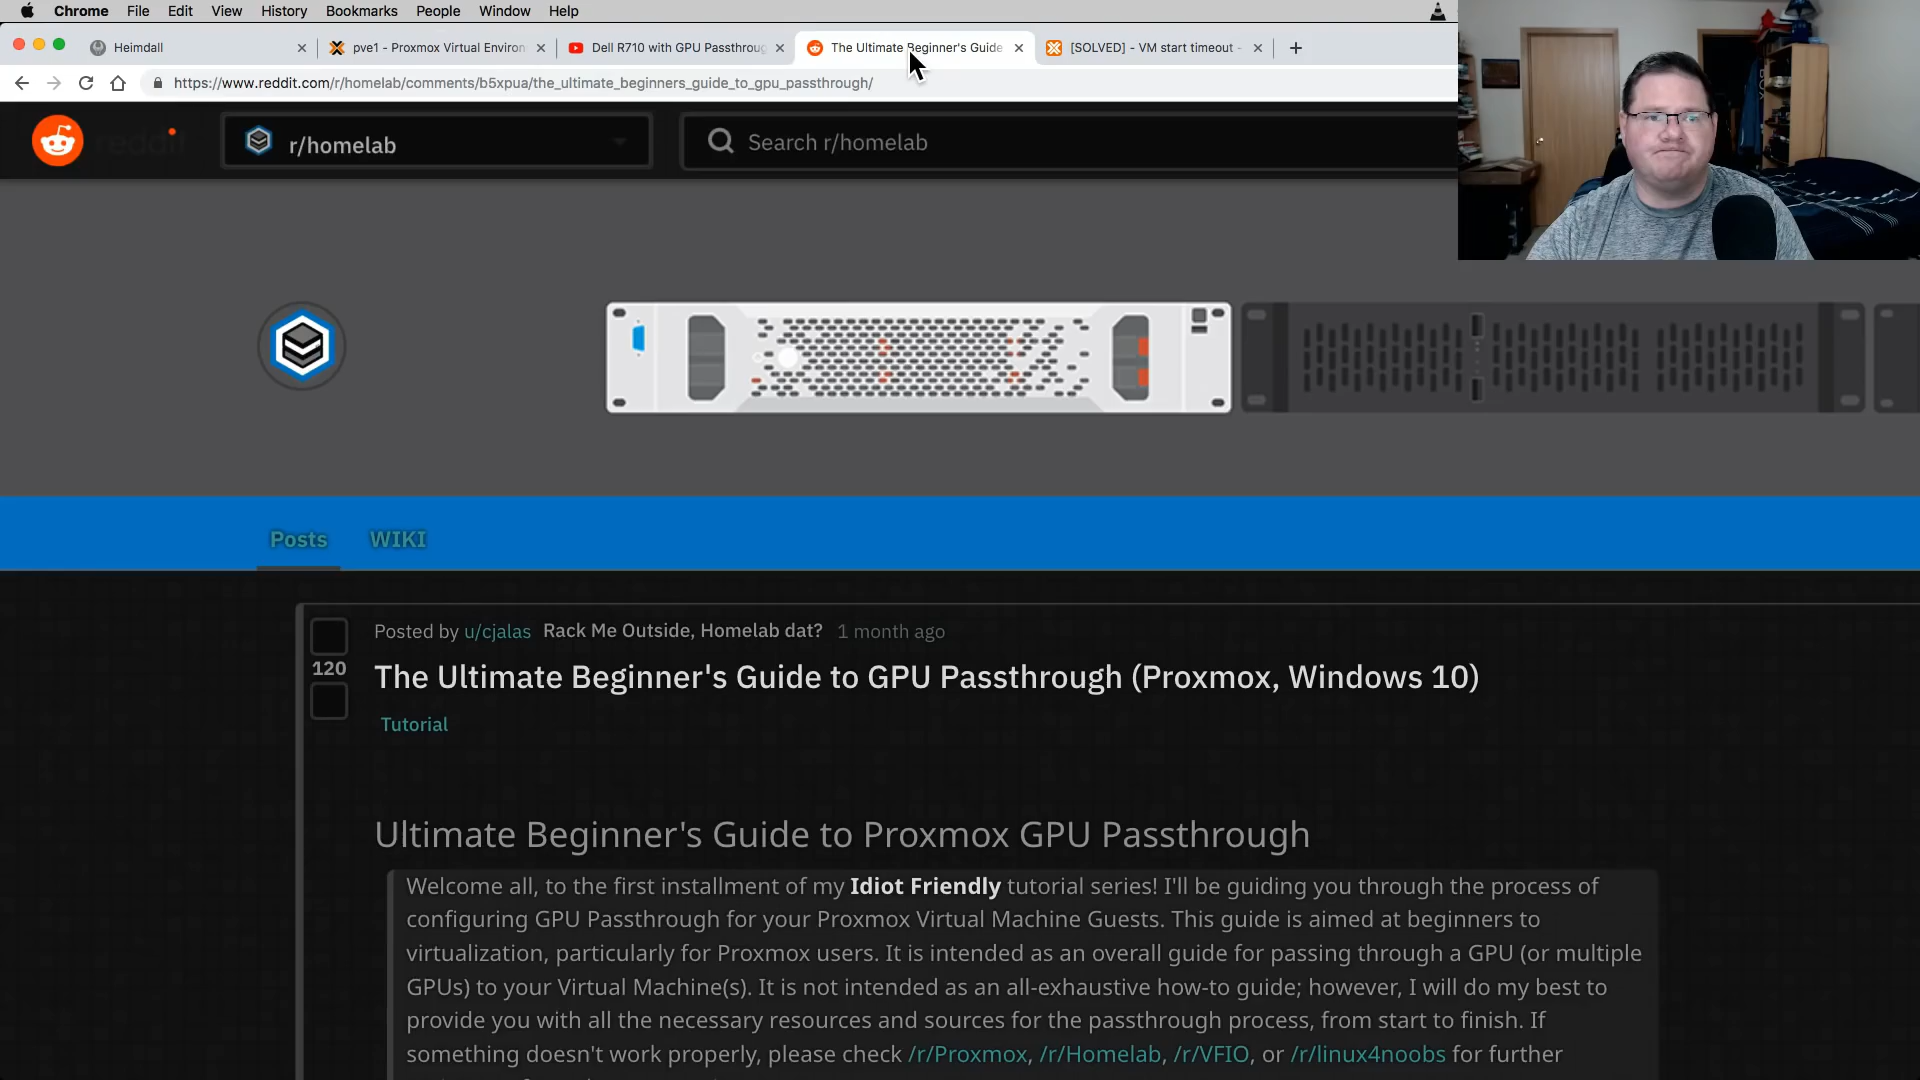 Chrome File Edit View History Bookmarks People Window Help
Heimdall
pve1 - Proxmox Virtual Environ
Dell R710 with GPU Passthroug
The Ultimate Beginner's Guide
[SOLVED] - VM start timeout -
https://www.reddit.com/r/homelab/comments/b5xpua/the_ultimate_beginners_guide_to_gpu_passthrough/
reddit
r/homelab
Search r/homelab
Posts WIKI
Posted by u/cjalas Rack Me Outside, Homelab dat? 1 month ago
120
The Ultimate Beginner's Guide to GPU Passthrough (Proxmox, Windows 10)
Tutorial
Ultimate Beginner's Guide to Proxmox GPU Passthrough
Welcome all, to the first installment of my Idiot Friendly tutorial series! I'll be guiding you through the process of
configuring GPU Passthrough for your Proxmox Virtual Machine Guests. This guide is aimed at beginners to
virtualization, particularly for Proxmox users. It is intended as an overall guide for passing through a GPU (or multiple
GPUs) to your Virtual Machine(s). It is not intended as an all-exhaustive how-to guide; however, I will do my best to
provide you with all the necessary resources and sources for the passthrough process, from start to finish. If
something doesn't work properly, please check /r/Proxmox, /r/Homelab, /r/VFIO, or /r/linux4noobs for further